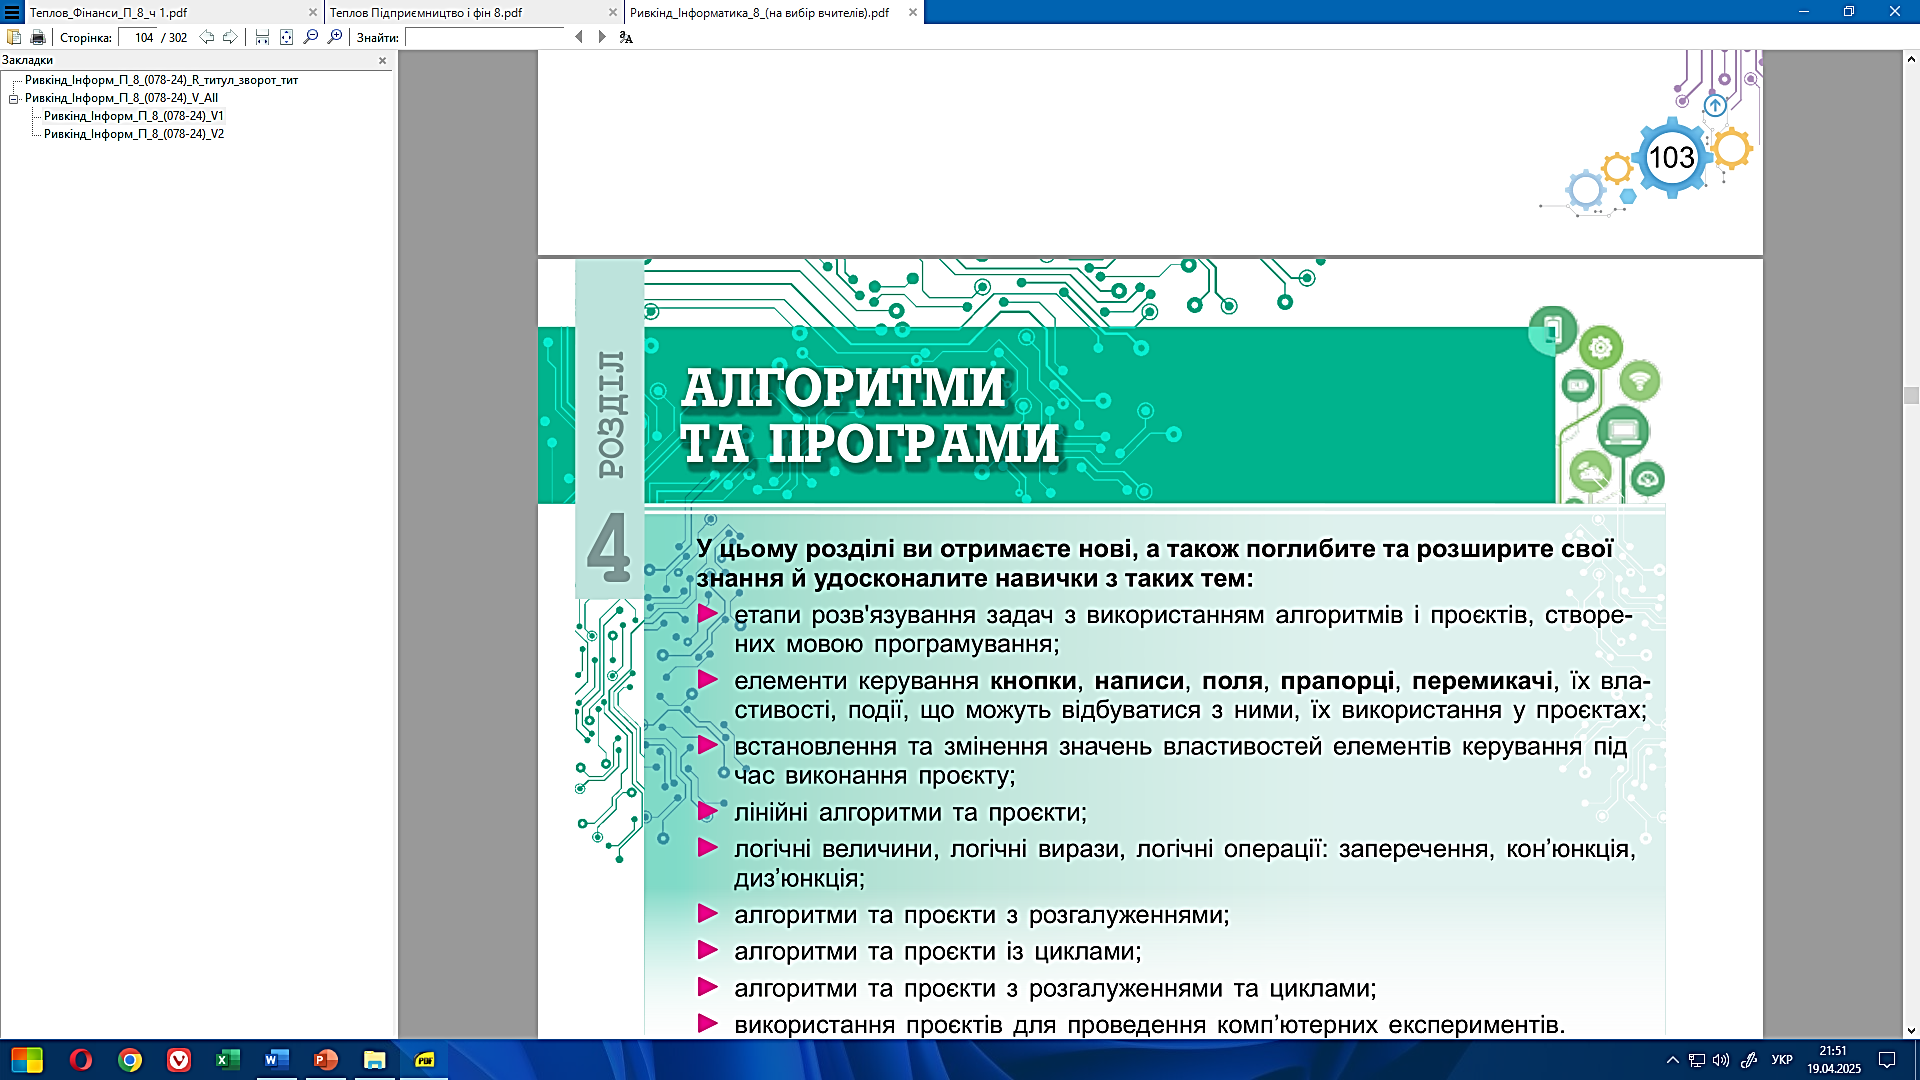 Теплов_Фінанси_П_8_ч 1.pdf
Теплов Підприємництво і фін 8.pdf
Ривкінд_Інформатика_8_(на вибір вчителів).pdf
Сторінка: 104 / 302
Знайти:
Закладки
Ривкінд_Інформ_П_8_(078-24)_R_титул_зворот_тит
Ривкінд_Інформ_П_8_(078-24)_V_All
Ривкінд_Інформ_П_8_(078-24)_V1
Ривкінд_Інформ_П_8_(078-24)_V2
103
РОЗДІЛ
4
АЛГОРИТМИ
ТА ПРОГРАМИ
У цьому розділі ви отримаєте нові, а також поглибите та розширите свої
знання й удосконалите навички з таких тем:
етапи розв'язування задач з використанням алгоритмів і проєктів, створе-
них мовою програмування;
елементи керування кнопки, написи, поля, прапорці, перемикачі, їх вла-
стивості, події, що можуть відбуватися з ними, їх використання у проєктах;
встановлення та змінення значень властивостей елементів керування під
час виконання проєкту;
лінійні алгоритми та проєкти;
логічні величини, логічні вирази, логічні операції: заперечення, кон’юнкція,
диз’юнкція;
алгоритми та проєкти з розгалуженнями;
алгоритми та проєкти із циклами;
алгоритми та проєкти з розгалуженнями та циклами;
використання проєктів для проведення комп’ютерних експериментів.
PDF
УКР
21:51
19.04.2025